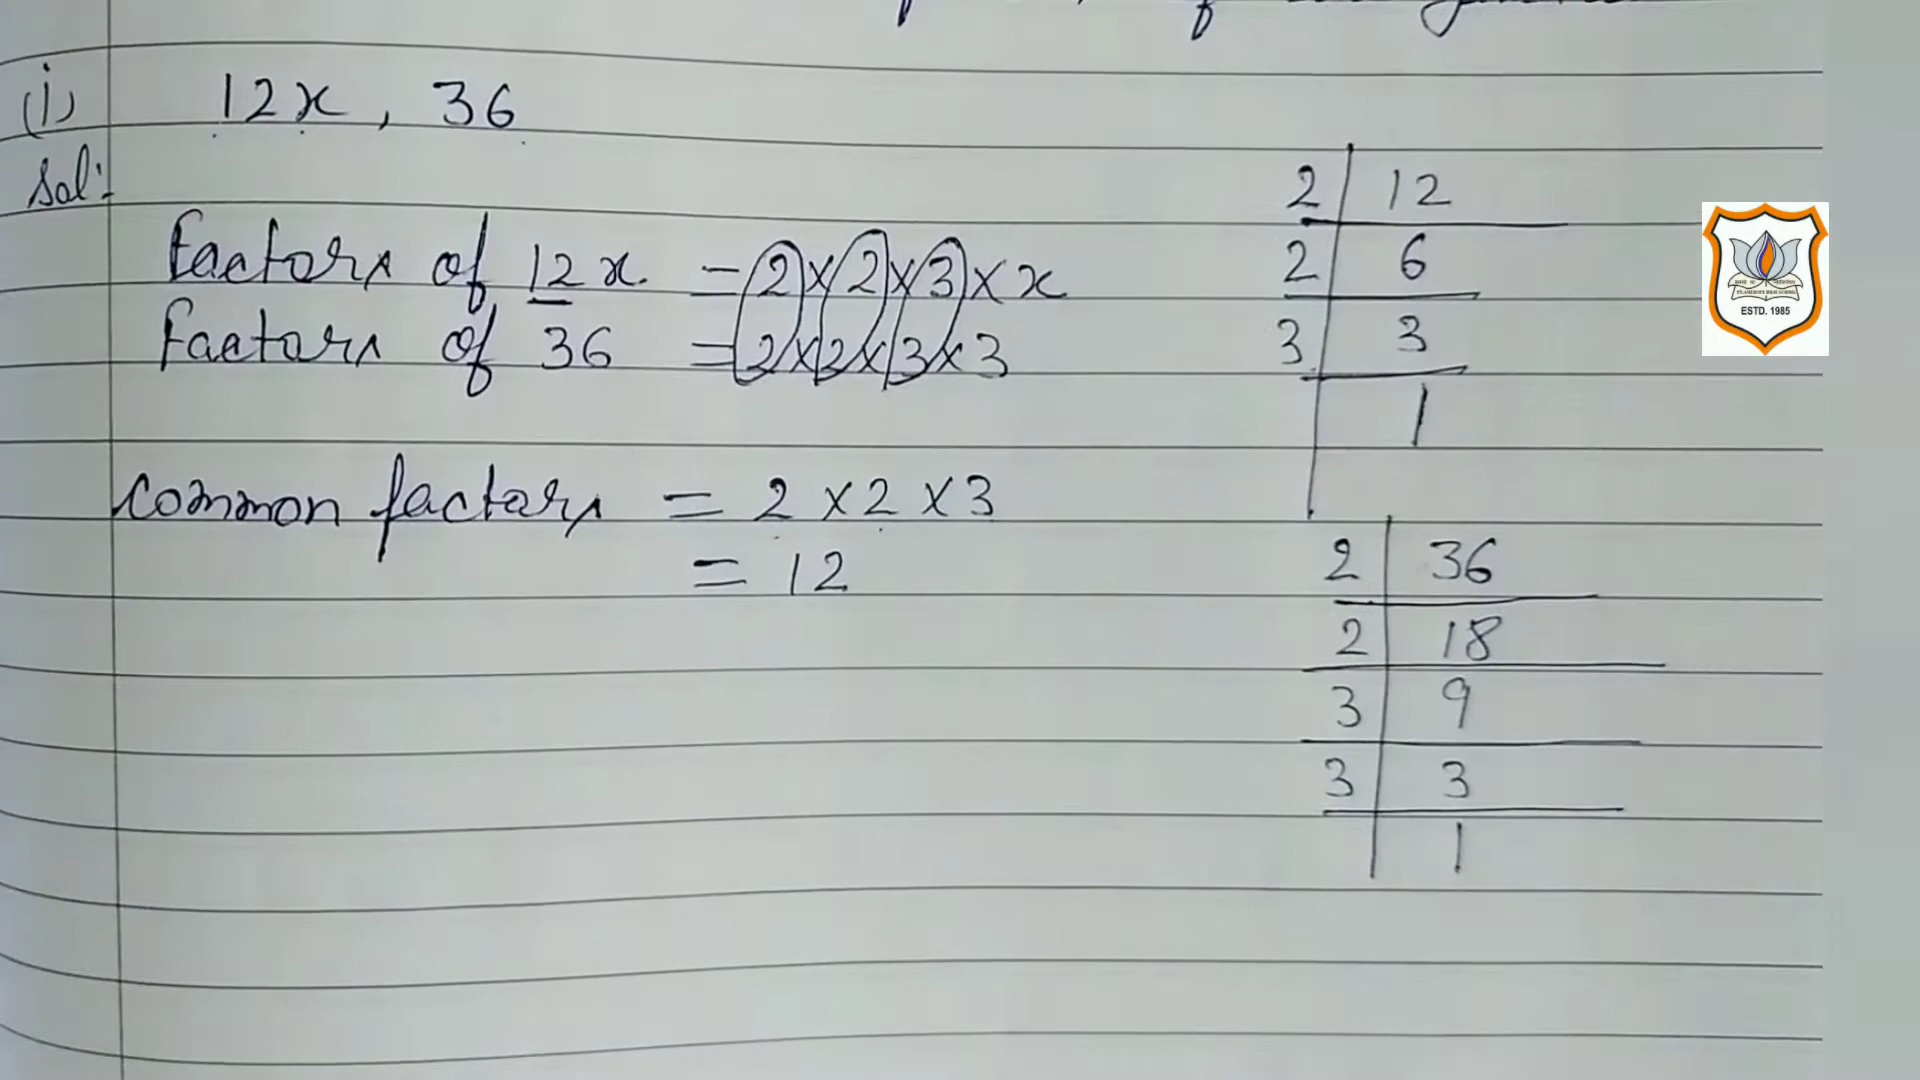 (i) 12x, 36
Sol:-
Factors of 12x = 2×2×3×x
Factors of 36 = 2×2×3×3
Common factors = 2×2×3
= 12
2 | 12
2 | 6
3 | 3
1
2 | 36
2 | 18
3 | 9
3 | 3
1
ESTD. 1985